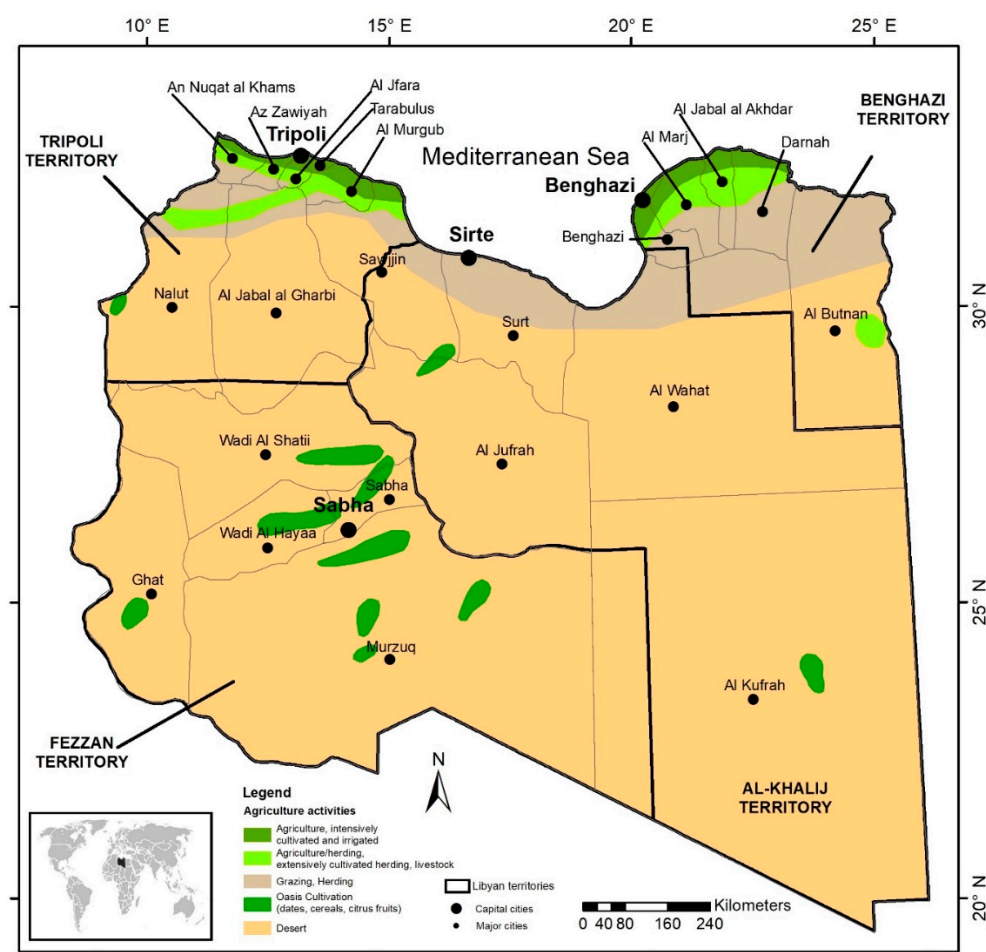 10° E
15° E
20° E
25° E
An Nuqat al Khams
Al Jfara
Az Zawiyah
Tarabulus
Tripoli
Al Murgub
TRIPOLI
TERRITORY
Mediterranean Sea
Al Jabal al Akhdar
BENGHAZI
TERRITORY
Al Marj
Darnah
Benghazi
Benghazi
Sirte
Sawjjin
Nalut
Al Jabal al Gharbi
Surt
Al Butnan
30° N
Al Wahat
Wadi Al Shatii
Al Jufrah
Sabha
Sabha
Wadi Al Hayaa
Ghat
25° N
Murzuq
Al Kufrah
FEZZAN
TERRITORY
AL-KHALIJ
TERRITORY
N
Legend
Agriculture activities
Agriculture, intensively
cultivated and irrigated
Agriculture/herding,
extensively cultivated herding, livestock
Grazing, Herding
Oasis Cultivation
(dates, cereals, citrus fruits)
Desert
Libyan territories
Capital cities
Major cities
Kilometers
0 40 80 160 240
20° N